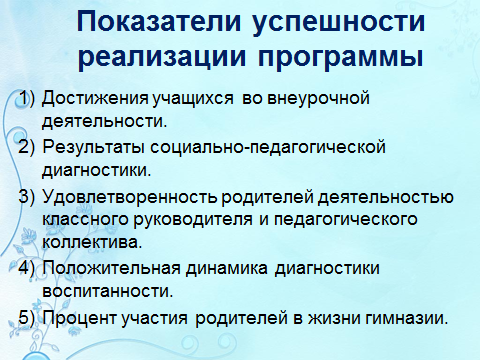 Показатели успешности
реализации программы
1) Достижения учащихся во внеурочной
деятельности.
2) Результаты социально-педагогической
диагностики.
3) Удовлетворенность родителей деятельностью
классного руководителя и педагогического
коллектива.
4) Положительная динамика диагностики
воспитанности.
5) Процент участия родителей в жизни гимназии.